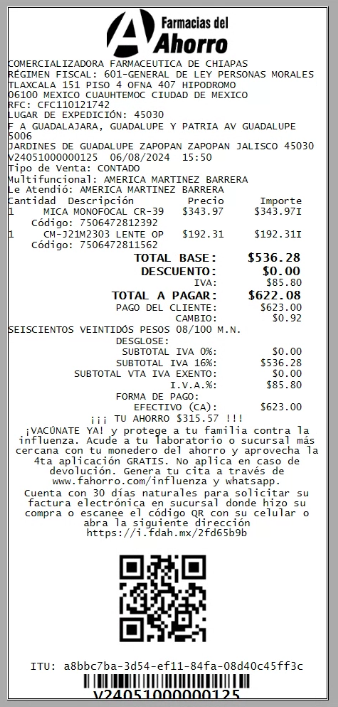 Farmacias del
Ahorro
COMERCIALIZADORA FARMACEUTICA DE CHIAPAS
RÉGIMEN FISCAL: 601-GENERAL DE LEY PERSONAS MORALES
TLAXCALA 151 PISO 4 OFNA 407 HIPODROMO
06100 MEXICO CUAUHTEMOC CIUDAD DE MEXICO
RFC: CFC110121742
LUGAR DE EXPEDICIÓN: 45030
F A GUADALAJARA, GUADALUPE Y PATRIA AV GUADALUPE
5006
JARDINES DE GUADALUPE ZAPOPAN ZAPOPAN JALISCO 45030
V24051000000125 06/08/2024 15:50
Tipo de Venta: CONTADO
Multifuncional: AMERICA MARTINEZ BARRERA
Le Atendió: AMERICA MARTINEZ BARRERA
Cantidad Descripción Precio Importe
1 MICA MONOFOCAL CR-39 $343.97 $343.97I
Código: 7506472812392
1 CM-J21M2303 LENTE OP $192.31 $192.31I
Código: 7506472811562
TOTAL BASE: $536.28
DESCUENTO: $0.00
IVA: $85.80
TOTAL A PAGAR: $622.08
PAGO DEL CLIENTE: $623.00
CAMBIO: $0.92
SEISCIENTOS VEINTIDÓS PESOS 08/100 M.N.
DESGLOSE:
SUBTOTAL IVA 0%: $0.00
SUBTOTAL IVA 16%: $536.28
SUBTOTAL VTA IVA EXENTO: $0.00
I.V.A.%: $85.80
FORMA DE PAGO:
EFECTIVO (CA): $623.00
¡¡¡ TU AHORRO $315.57 !!!
¡VACÚNATE YA! y protege a tu familia contra la
influenza. Acude a tu laboratorio o sucursal más
cercana con tu monedero del ahorro y aprovecha la
4ta aplicación GRATIS. No aplica en caso de
devolución. Genera tu cita a través de
www.fahorro.com/influenza y whatsapp.
Cuenta con 30 días naturales para solicitar su
factura electrónica en sucursal donde hizo su
compra o escanee el código QR con su celular o
abra la siguiente dirección
https://i.fdah.mx/2fd65b9b
ITU: a8bbc7ba-3d54-ef11-84fa-08d40c45ff3c
V24051000000125